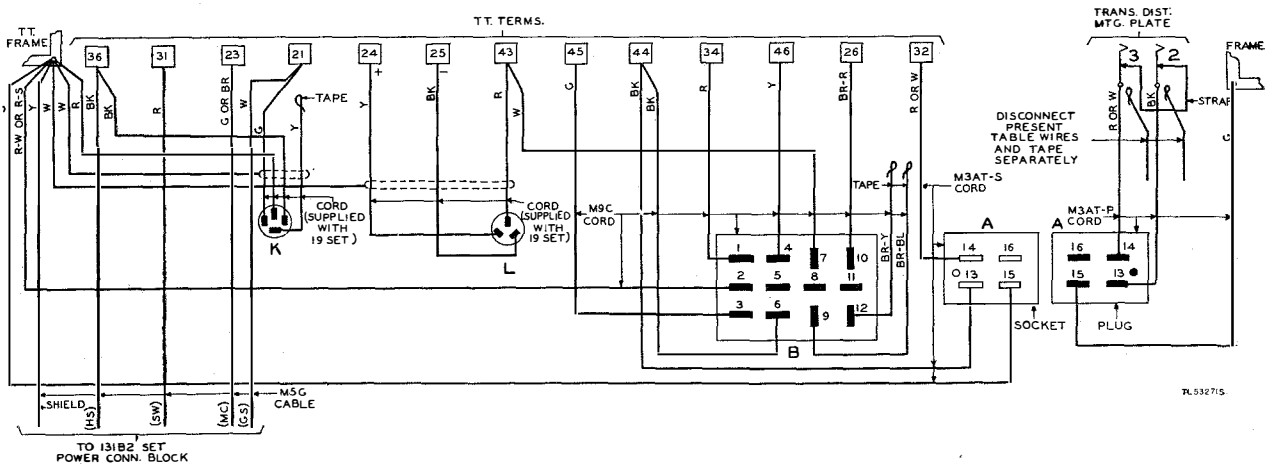 TT. TERMS.
TRANS. DIST.
MTG. PLATE
TT.
FRAME
FRAME
36
31
23
21
24
25
43
45
44
34
46
26
32
3
2
+
–
R-W OR R-S
Y
W
W
R
BK
BK
R
G OR BR
W
G
Y
TAPE
Y
BK
R
W
G
BK
BK
R
Y
BR-R
R OR W
R OR W
BK
STRAP
G
DISCONNECT
PRESENT
TABLE WIRES
AND TAPE
SEPARATELY
TAPE
M3AT-S
CORD
CORD
(SUPPLIED
WITH
19 SET)
K
CORD
(SUPPLIED
WITH
19 SET)
L
M9C
CORD
BR-Y
BR-BL
M3AT-P
CORD
A
A
1
4
7
10
2
5
8
11
3
6
9
12
B
14
16
13
15
SOCKET
16
14
15
13
PLUG
SHIELD
(HS)
(SW)
(MC)
(GS)
M5G
CABLE
TO 131B2 SET
POWER CONN. BLOCK
TL53271S